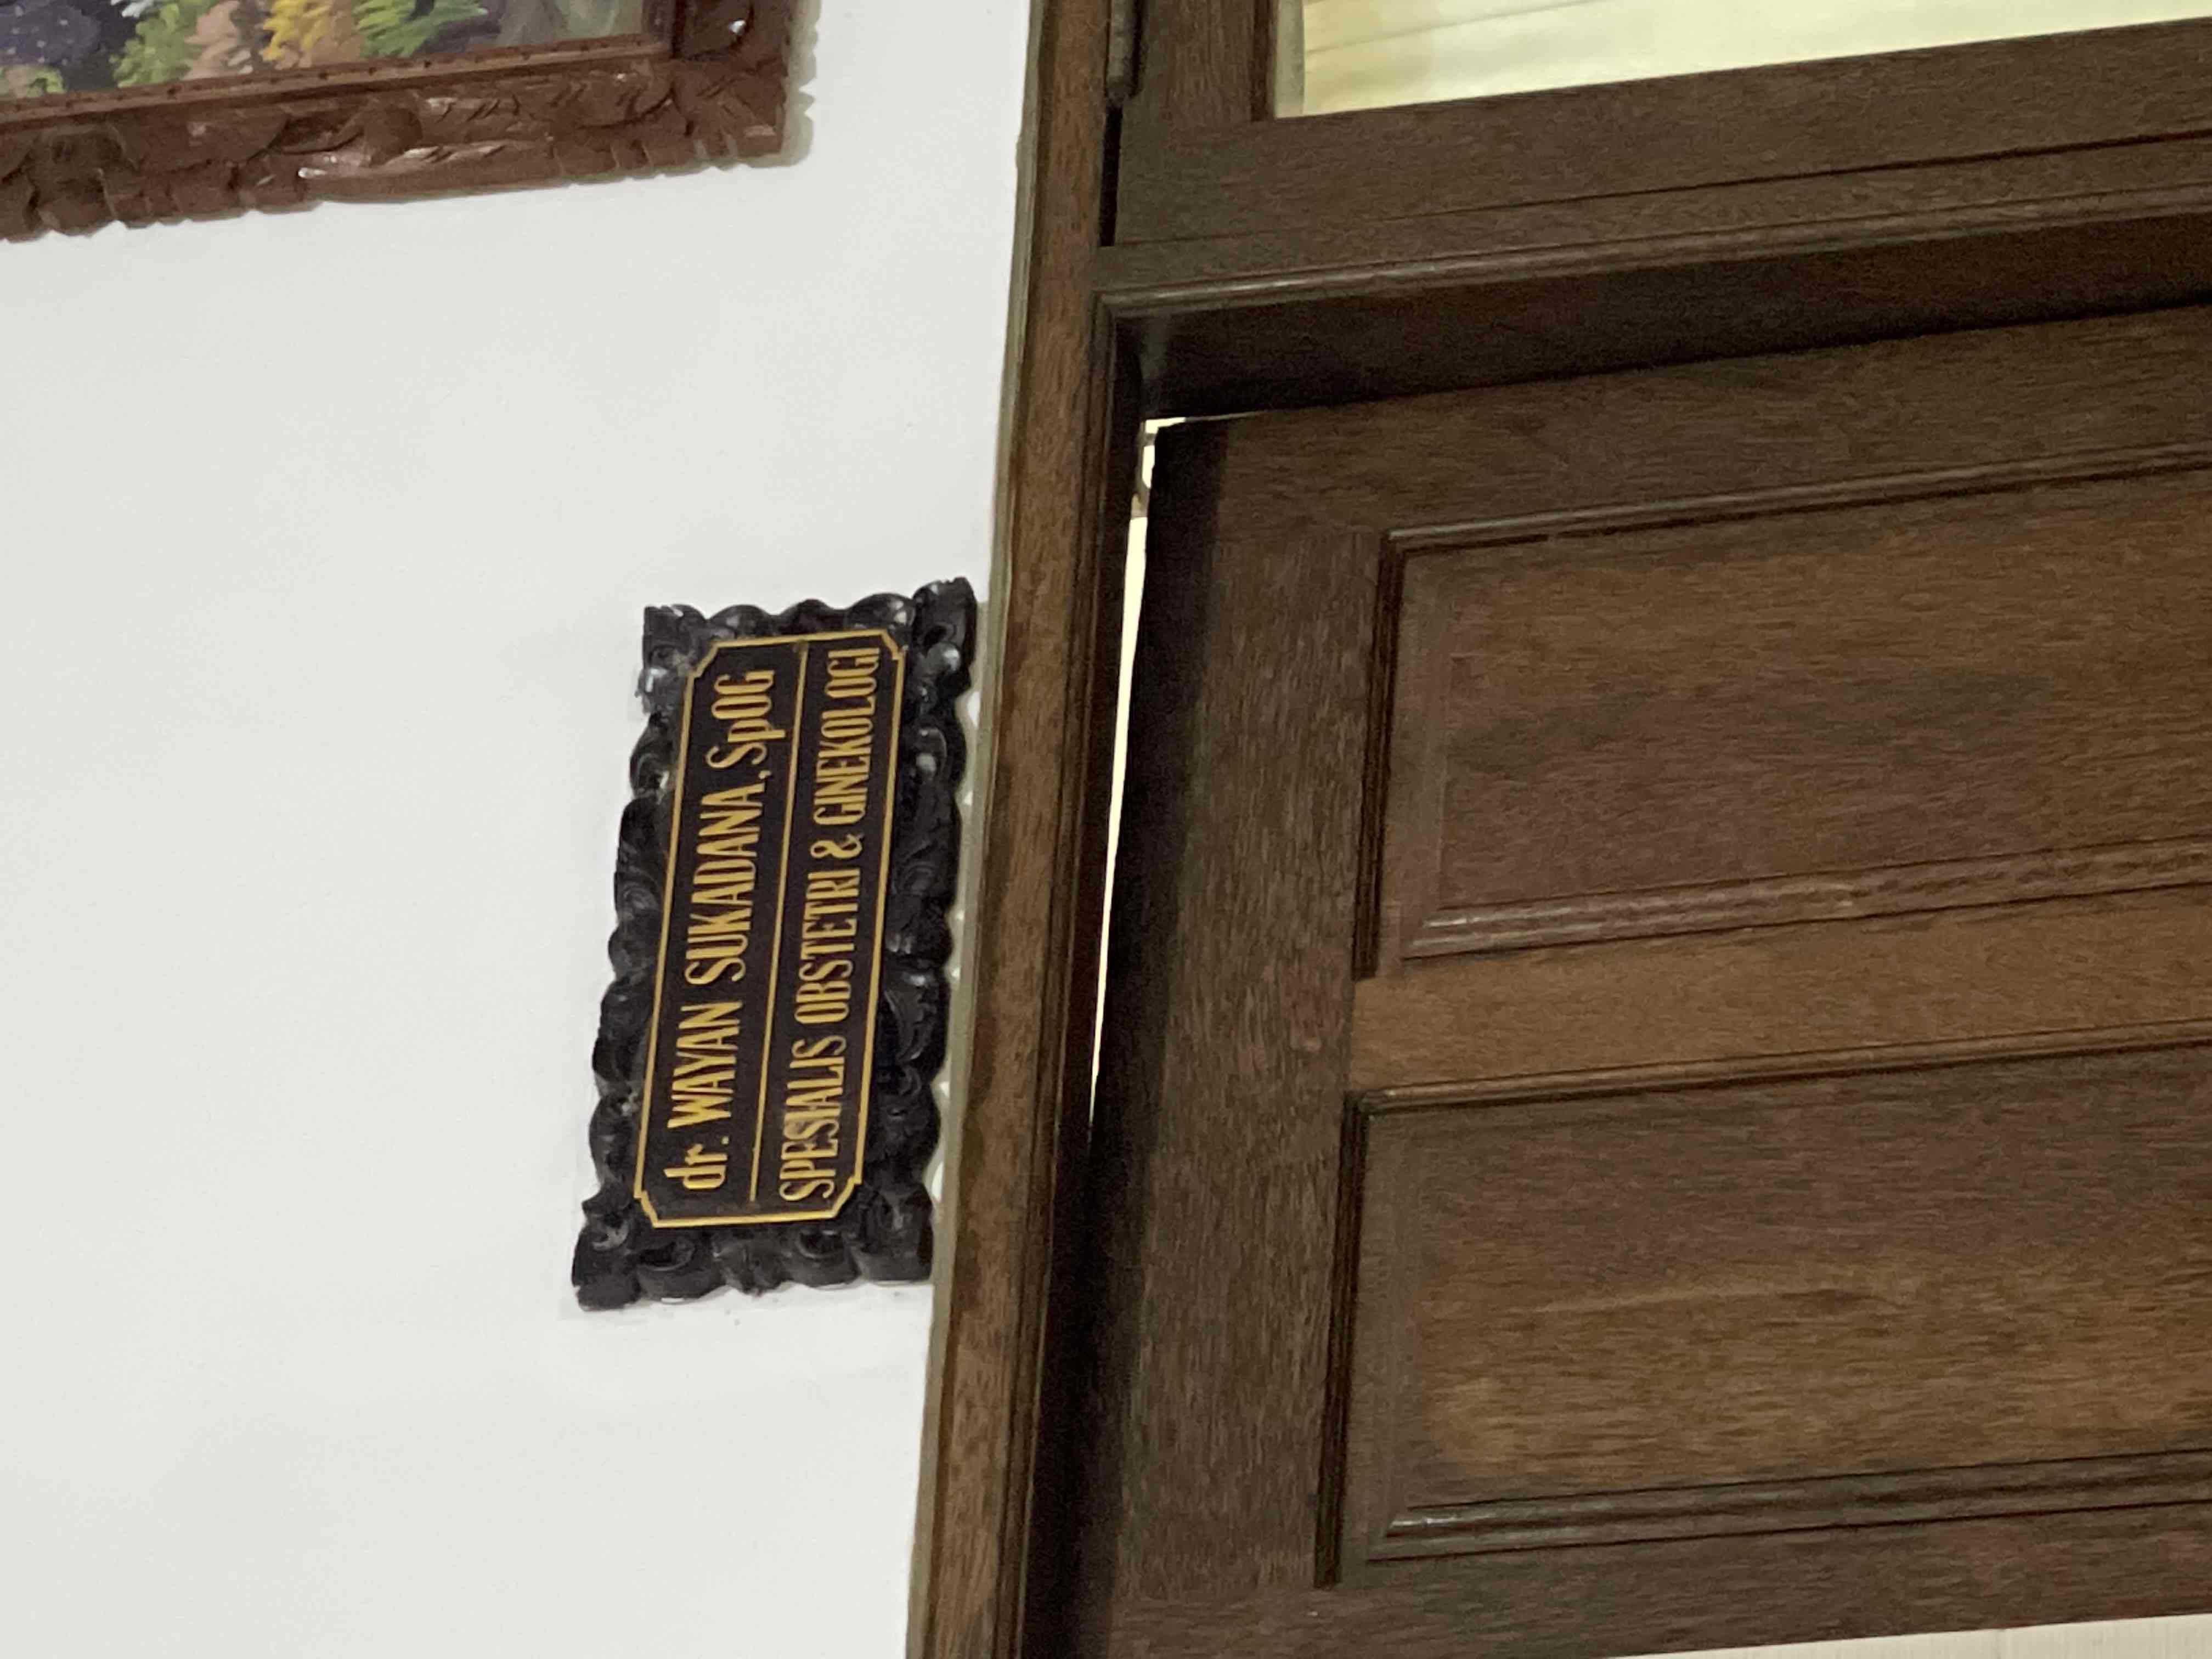 dr. WAYAN SUKADANA, SpOG
SPESIALIS OBSTETRI & GINEKOLOGI